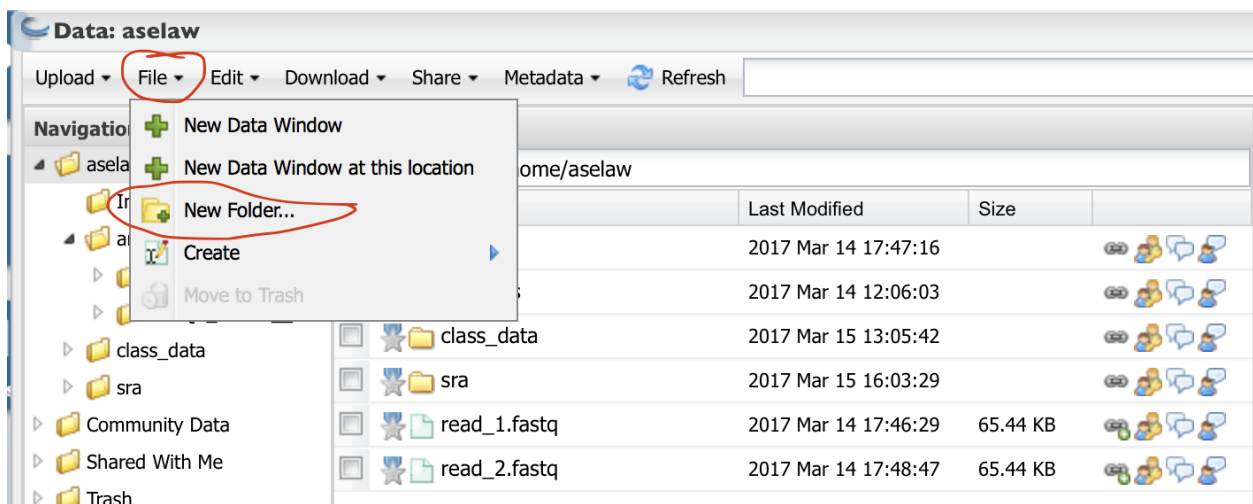 Data: aselaw
Upload File Edit Download Share Metadata Refresh
New Data Window
New Data Window at this location
New Folder...
Create
Move to Trash
class_data
sra
Community Data
Shared With Me
Trash
Last Modified Size
2017 Mar 14 17:47:16
2017 Mar 14 12:06:03
class_data 2017 Mar 15 13:05:42
sra 2017 Mar 15 16:03:29
read_1.fastq 2017 Mar 14 17:46:29 65.44 KB
read_2.fastq 2017 Mar 14 17:48:47 65.44 KB